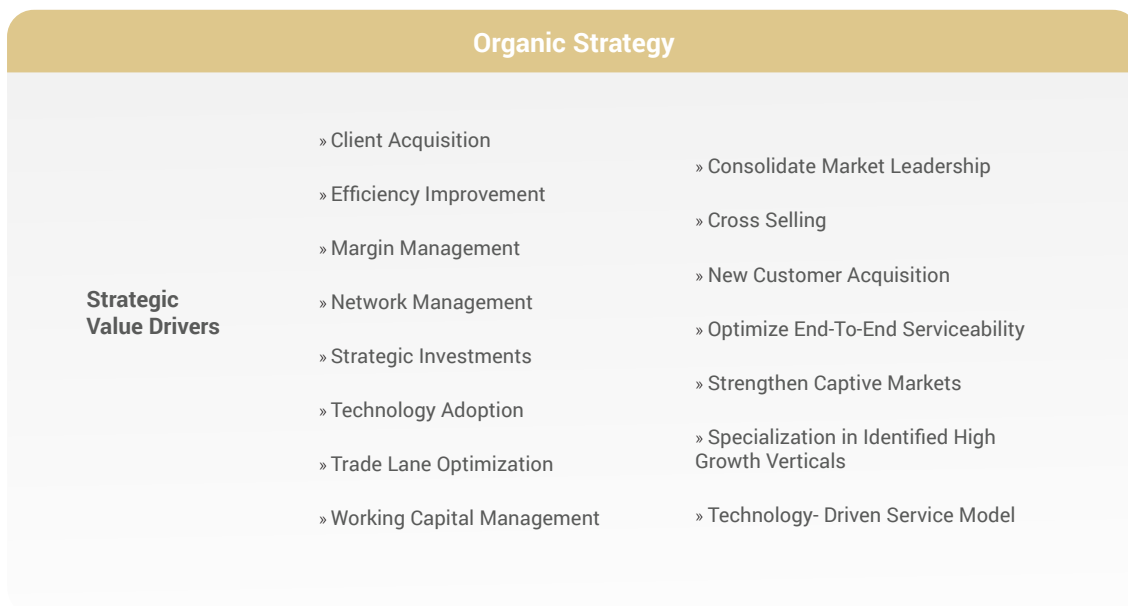 Organic Strategy
Strategic
Value Drivers
» Client Acquisition
» Efficiency Improvement
» Margin Management
» Network Management
» Strategic Investments
» Technology Adoption
» Trade Lane Optimization
» Working Capital Management
» Consolidate Market Leadership
» Cross Selling
» New Customer Acquisition
» Optimize End-To-End Serviceability
» Strengthen Captive Markets
» Specialization in Identified High
Growth Verticals
» Technology- Driven Service Model